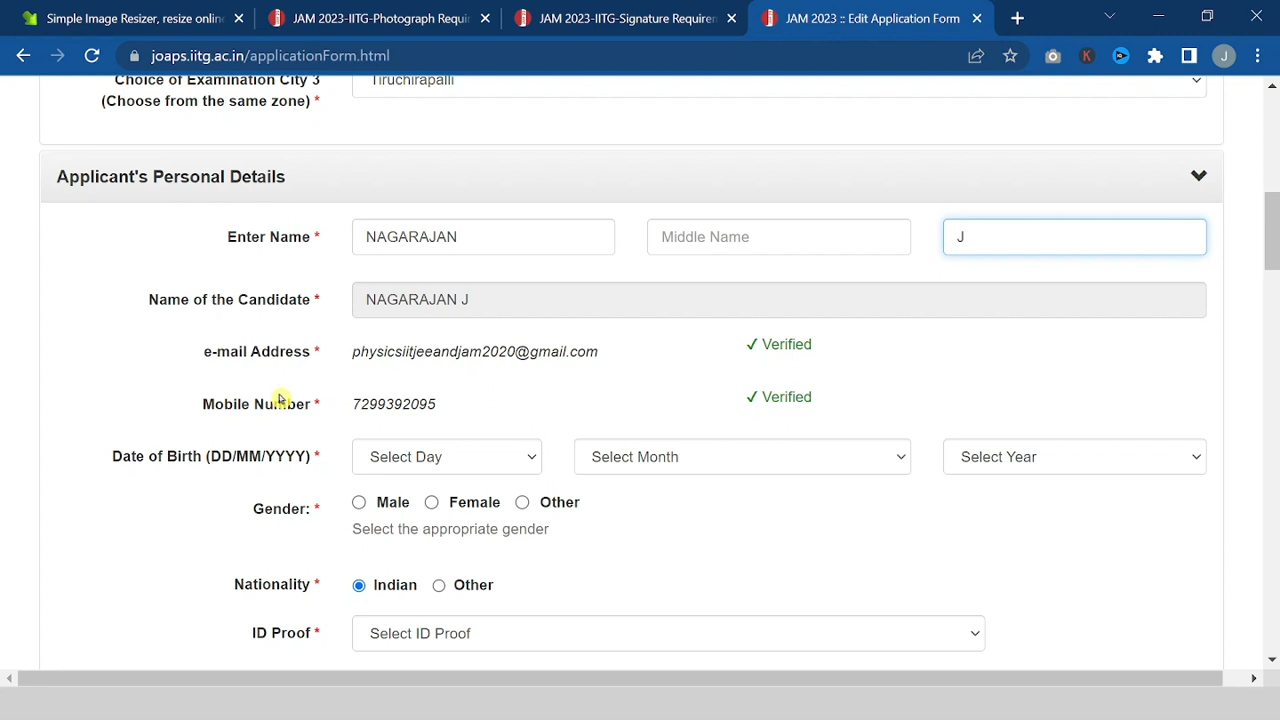 Simple Image Resizer, resize onlin
JAM 2023-IITG-Photograph Requi
JAM 2023-IITG-Signature Requirem
JAM 2023 :: Edit Application Form
joaps.iitg.ac.in/applicationForm.html
K
J
Choice of Examination City 3
(Choose from the same zone) *
Tiruchirapalli
Applicant's Personal Details
Enter Name *
NAGARAJAN
Middle Name
J
Name of the Candidate *
NAGARAJAN J
e-mail Address *
physicsiitjeeandjam2020@gmail.com
✓ Verified
Mobile Number *
7299392095
✓ Verified
Date of Birth (DD/MM/YYYY) *
Select Day
Select Month
Select Year
Gender: *
Male
Female
Other
Select the appropriate gender
Nationality *
Indian
Other
ID Proof *
Select ID Proof